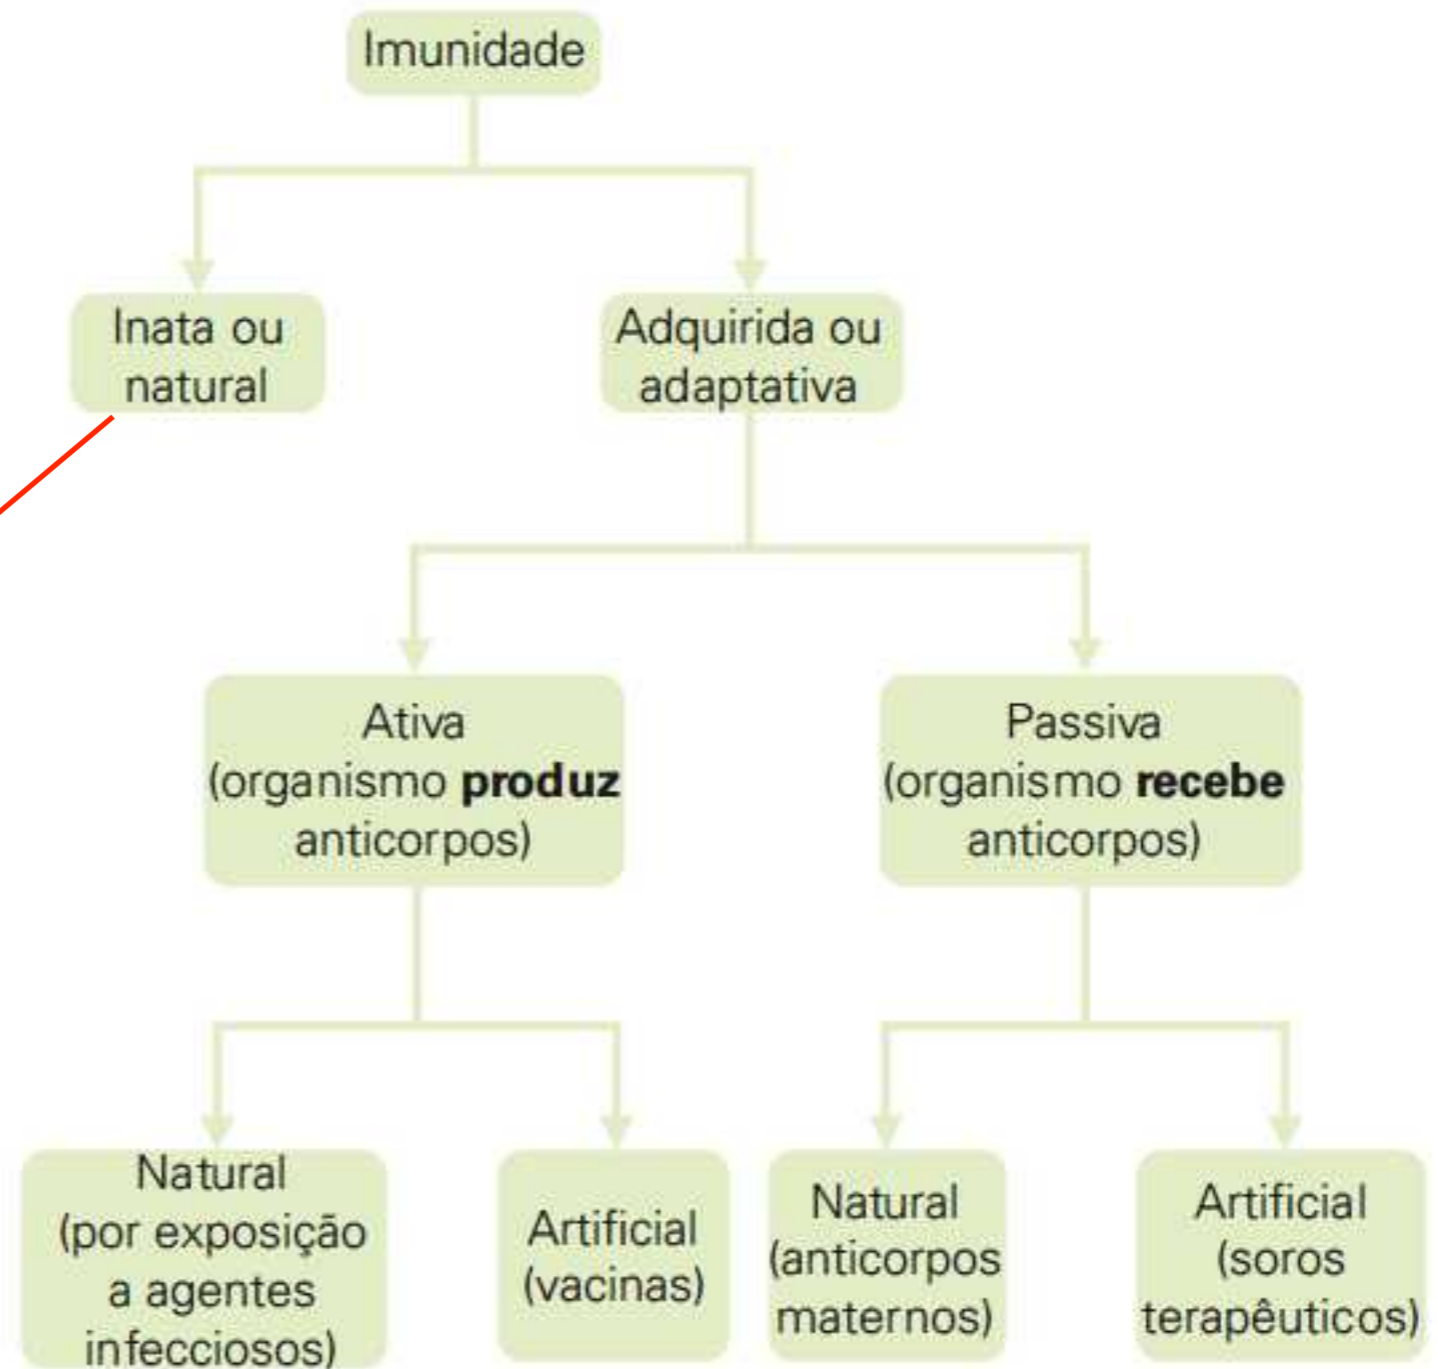 Imunidade
Inata ou
natural
Adquirida ou
adaptativa
Ativa
(organismo produz
anticorpos)
Passiva
(organismo recebe
anticorpos)
Natural
(por exposição
a agentes
infecciosos)
Artificial
(vacinas)
Natural
(anticorpos
maternos)
Artificial
(soros
terapêuticos)